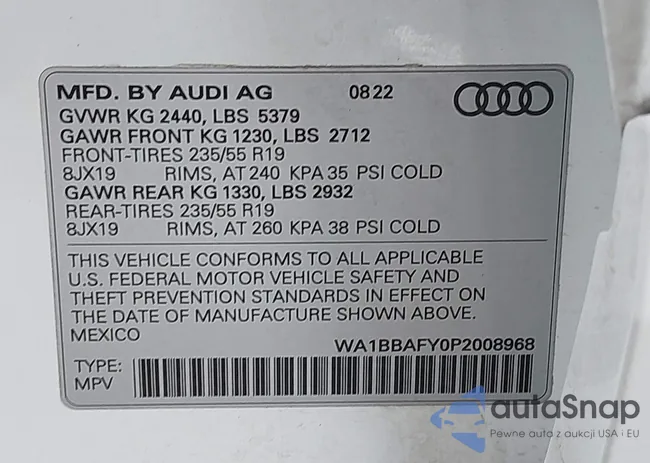 MFD. BY AUDI AG 08 22
GVWR KG 2440, LBS 5379
GAWR FRONT KG 1230, LBS 2712
FRONT-TIRES 235/55 R19
8JX19 RIMS, AT 240 KPA 35 PSI COLD
GAWR REAR KG 1330, LBS 2932
REAR-TIRES 235/55 R19
8JX19 RIMS, AT 260 KPA 38 PSI COLD
THIS VEHICLE CONFORMS TO ALL APPLICABLE
U.S. FEDERAL MOTOR VEHICLE SAFETY AND
THEFT PREVENTION STANDARDS IN EFFECT ON
THE DATE OF MANUFACTURE SHOWN ABOVE.
MEXICO
WA1BBAFY0P2008968
TYPE:
MPV
autaSnap
Pewne auta z aukcji USA i EU